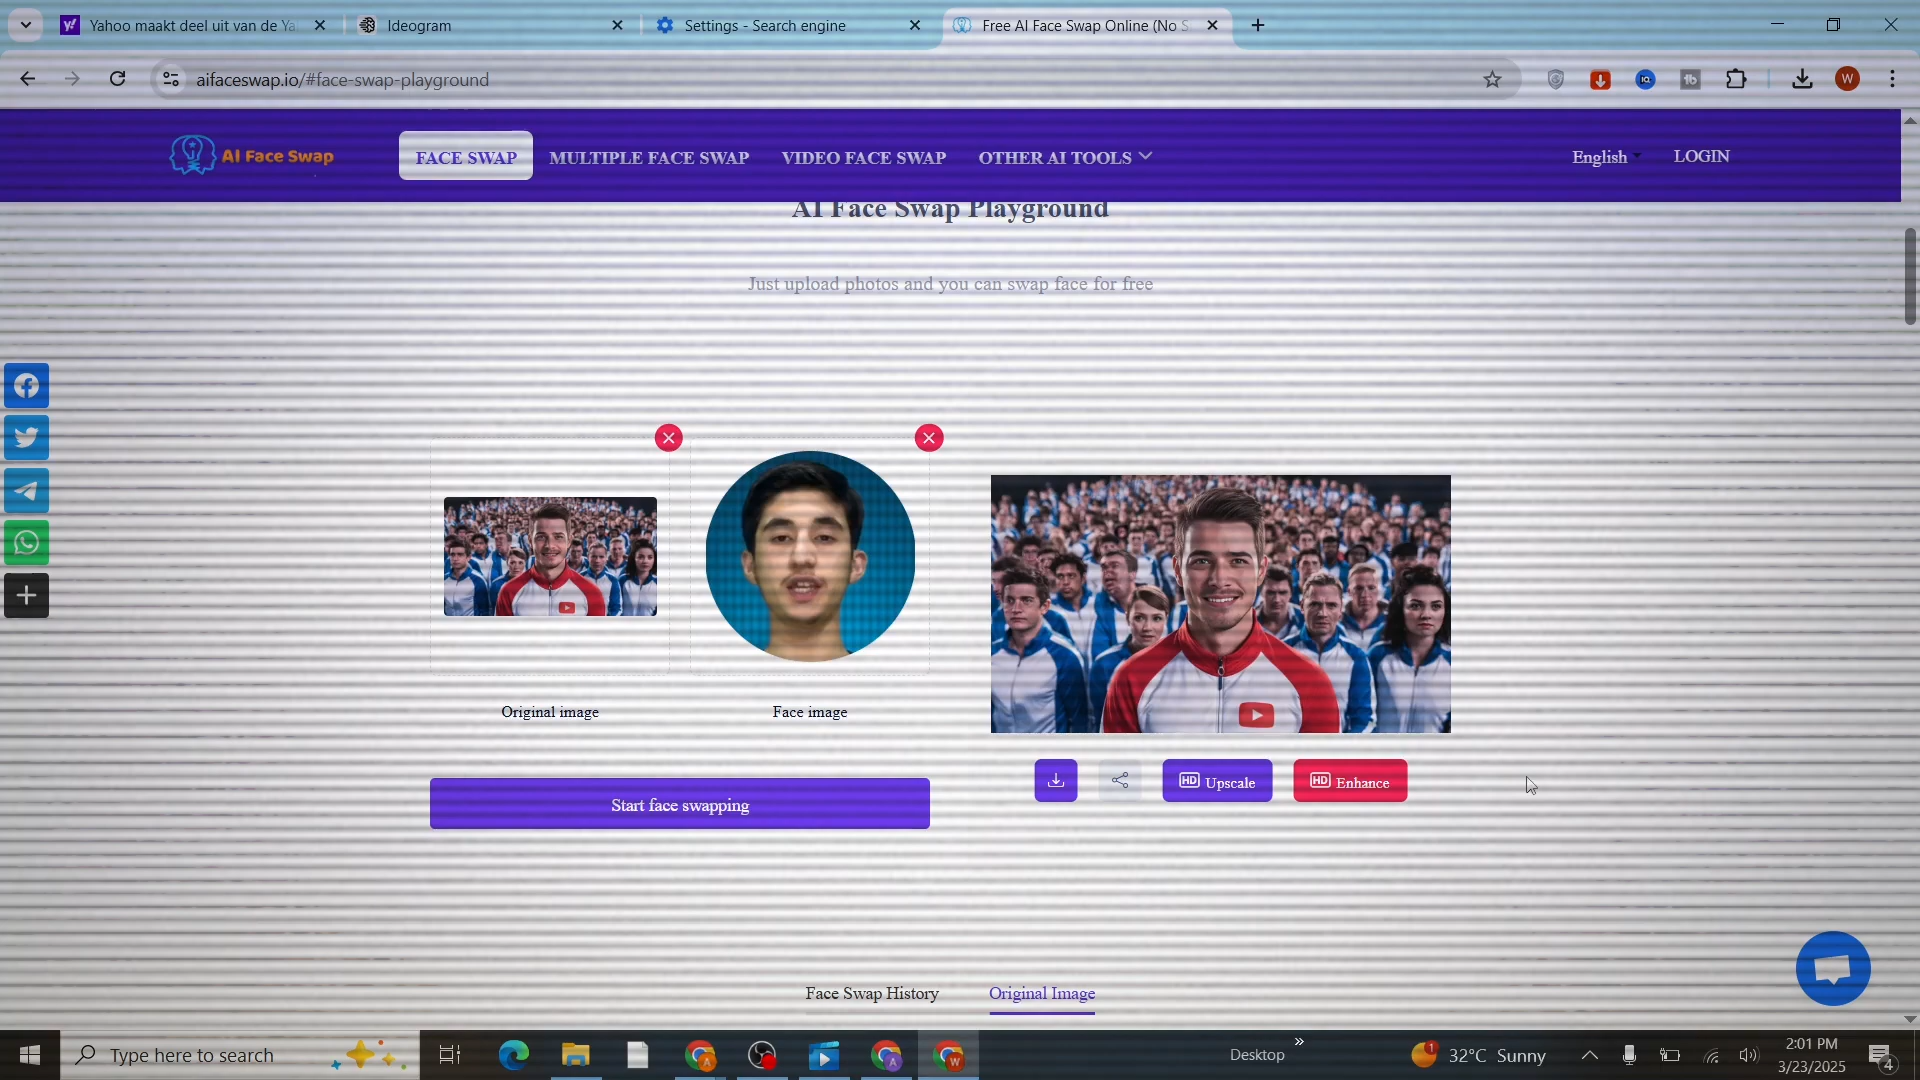 Yahoo maakt deel uit van de Ya
Ideogram
Settings - Search engine
Free AI Face Swap Online (No S
aifaceswap.io/#face-swap-playground
W
AI Face Swap
FACE SWAP
MULTIPLE FACE SWAP
VIDEO FACE SWAP
OTHER AI TOOLS
English
LOGIN
AI Face Swap Playground
Just upload photos and you can swap face for free
Original image
Face image
Start face swapping
HD Upscale
HD Enhance
Face Swap History
Original Image
Type here to search
Desktop
1
32°C Sunny
2:01 PM
3/23/2025
4